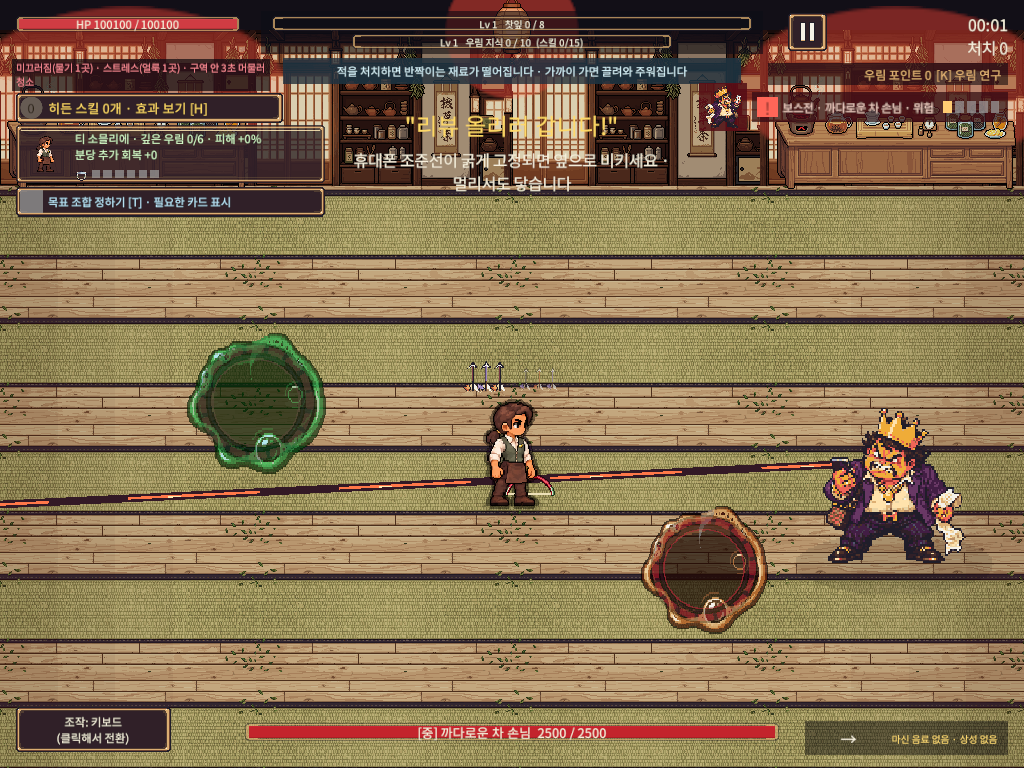 HP 100100 / 100100
Lv 1 찻잎 0 / 8
Lv 1 우림 지식 0 / 10 (스킬 0/15)
00:01
처치 0
미끄러짐(물기 1곳) · 스트레스(얼룩 1곳) · 구역 안 3초 머물러
청소
적을 처치하면 반짝이는 재료가 떨어집니다 · 가까이 가면 끌려와 주워집니다
우림 포인트 0 [K] 우림 연구
0 히든 스킬 0개 · 효과 보기 [H]
! 보스전 · 까다로운 차 손님 · 위험
티 소믈리에 · 깊은 우림 0/6 · 피해 +0%
분당 추가 회복 +0
휴대폰 조준선이 굵게 고정되면 옆으로 비키세요 ·
멀리서도 닿습니다
목표 조합 정하기 [T] · 필요한 카드 표시
조작: 키보드
(클릭해서 전환)
[중] 까다로운 차 손님 2500 / 2500
→ 마신 음료 없음 · 상성 없음